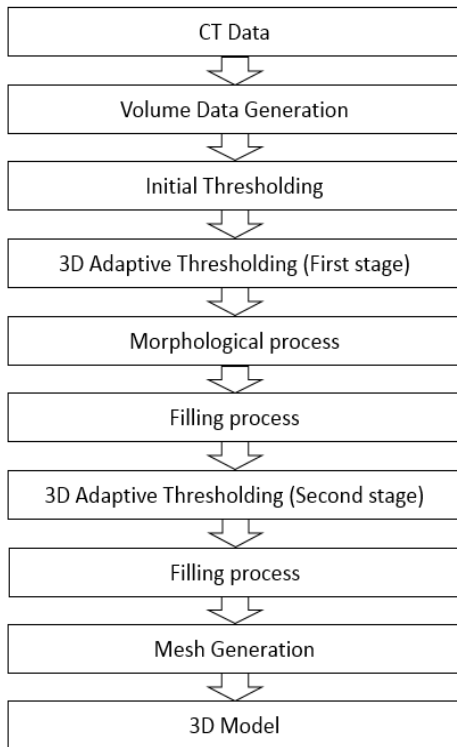 CT Data
Volume Data Generation
Initial Thresholding
3D Adaptive Thresholding (First stage)
Morphological process
Filling process
3D Adaptive Thresholding (Second stage)
Filling process
Mesh Generation
3D Model